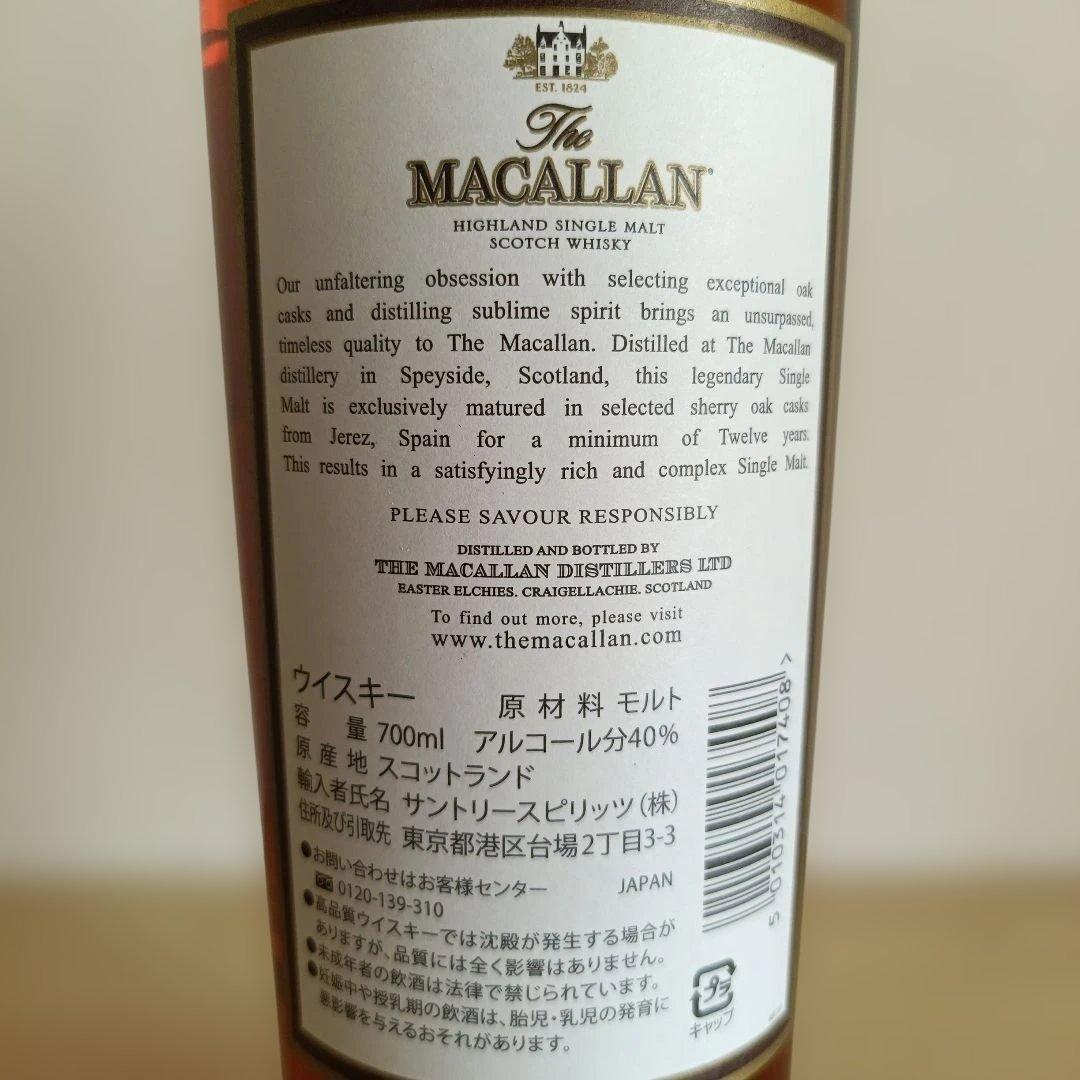 EST. 1824
The
MACALLAN
HIGHLAND SINGLE MALT
SCOTCH WHISKY
Our unfaltering obsession with selecting exceptional oak
casks and distilling sublime spirit brings an unsurpassed,
timeless quality to The Macallan. Distilled at The Macallan
distillery in Speyside, Scotland, this legendary Single
Malt is exclusively matured in selected sherry oak casks
from Jerez, Spain for a minimum of Twelve years.
This results in a satisfyingly rich and complex Single Malt.
PLEASE SAVOUR RESPONSIBLY
DISTILLED AND BOTTLED BY
THE MACALLAN DISTILLERS LTD
EASTER ELCHIES. CRAIGELLACHIE. SCOTLAND
To find out more, please visit
www.themacallan.com
ウイスキー 原材料 モルト
容量 700ml アルコール分40%
原産地 スコットランド
輸入者氏名 サントリースピリッツ(株)
住所及び引取先 東京都港区台場2丁目3-3
●お問い合わせはお客様センター JAPAN
0120-139-310
●高品質ウイスキーでは沈殿が発生する場合が
ありますが、品質には全く影響はありません。
●未成年者の飲酒は法律で禁じられています。
●妊娠中や授乳期の飲酒は、胎児・乳児の発育に
悪影響を与えるおそれがあります。
5 010314 017408 >
プラ
キャップ